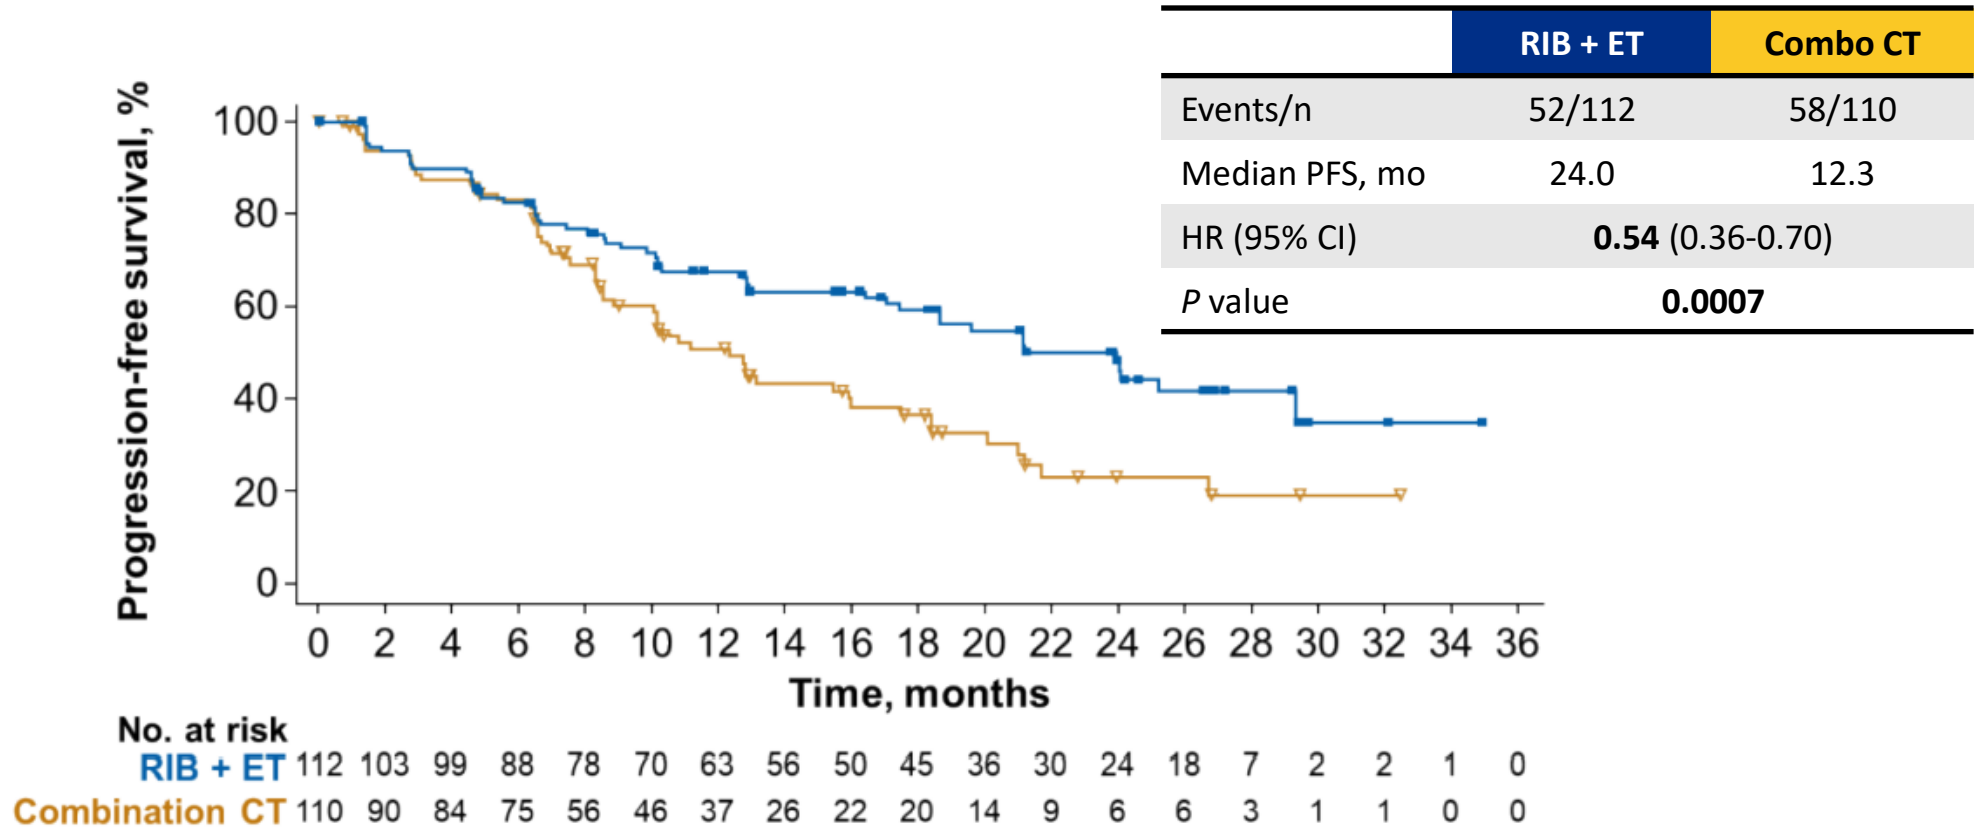 RIB + ET Combo CT
Events/n 52/112 58/110
Median PFS, mo 24.0 12.3
HR (95% CI) 0.54 (0.36-0.70)
P value 0.0007
Progression-free survival, %
100
80
60
40
20
0
0 2 4 6 8 10 12 14 16 18 20 22 24 26 28 30 32 34 36
Time, months
No. at risk
RIB + ET 112 103 99 88 78 70 63 56 50 45 36 30 24 18 7 2 2 1 0
Combination CT 110 90 84 75 56 46 37 26 22 20 14 9 6 6 3 1 1 0 0